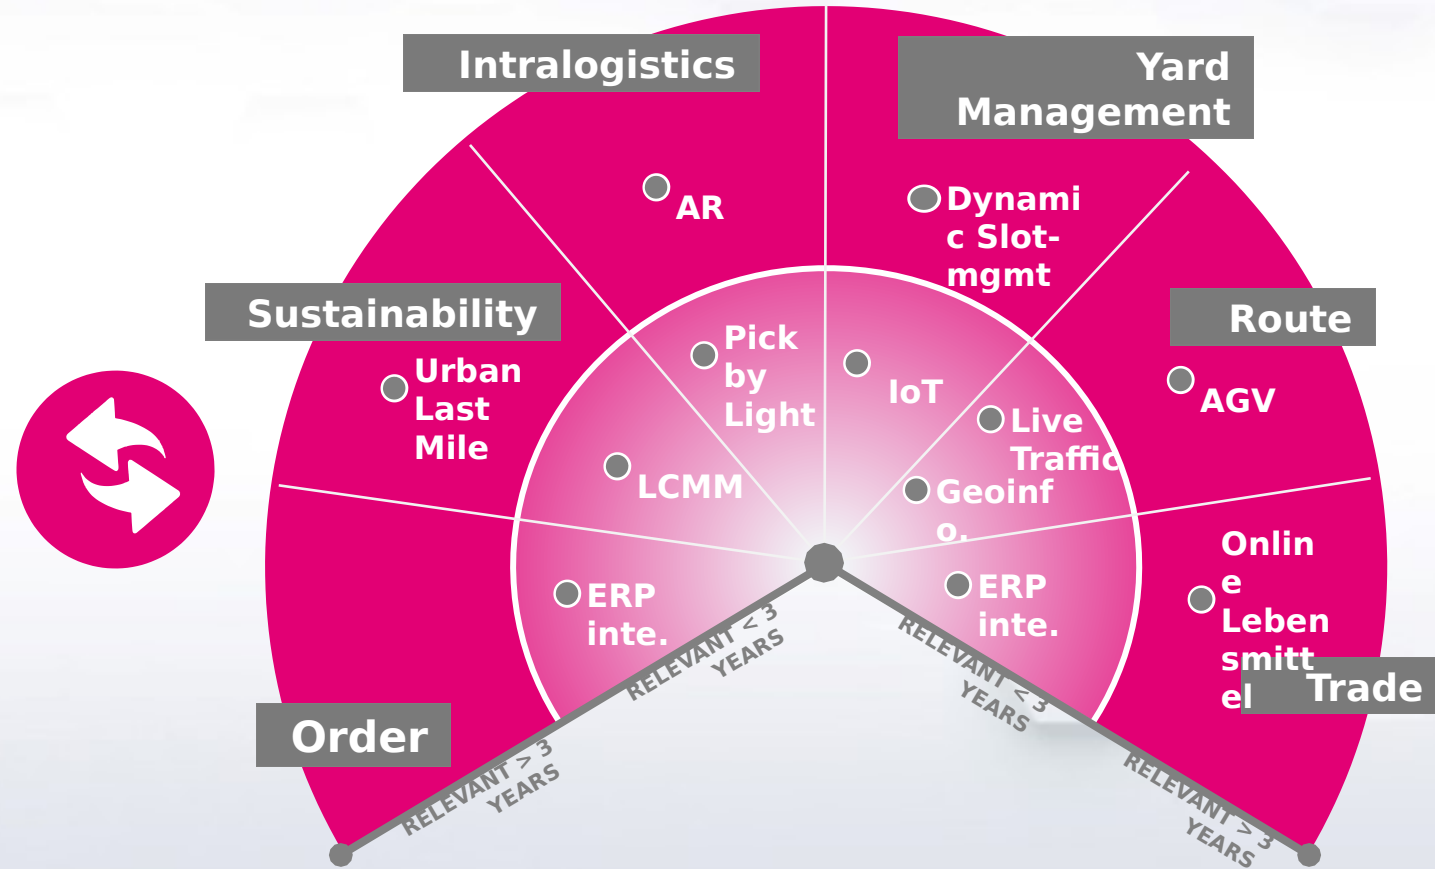 Intralogistics
Yard
Management
AR
Dynami
c Slot-
mgmt
Sustainability
Route
Urban
Last
Mile
Pick
by
Light
IoT
AGV
Live
Traffic
LCMM
Geoinf
o.
Onlin
e
Leben
smitt
el
ERP
inte.
ERP
inte.
Trade
Order
RELEVANT < 3
YEARS
RELEVANT < 3
YEARS
RELEVANT > 3
YEARS
RELEVANT > 3
YEARS